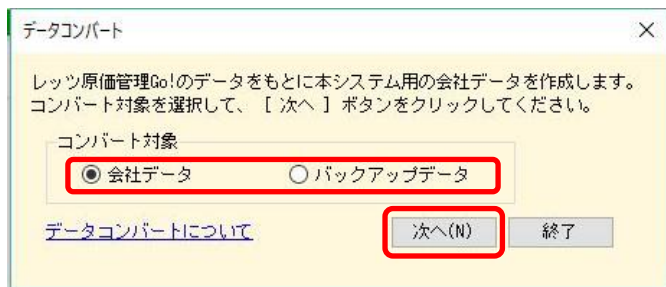 データコンバート
レッツ原価管理Go!のデータをもとに本システム用の会社データを作成します。
コンバート対象を選択して、[ 次へ ] ボタンをクリックしてください。
コンバート対象
会社データ バックアップデータ
データコンバートについて 次へ(N) 終了